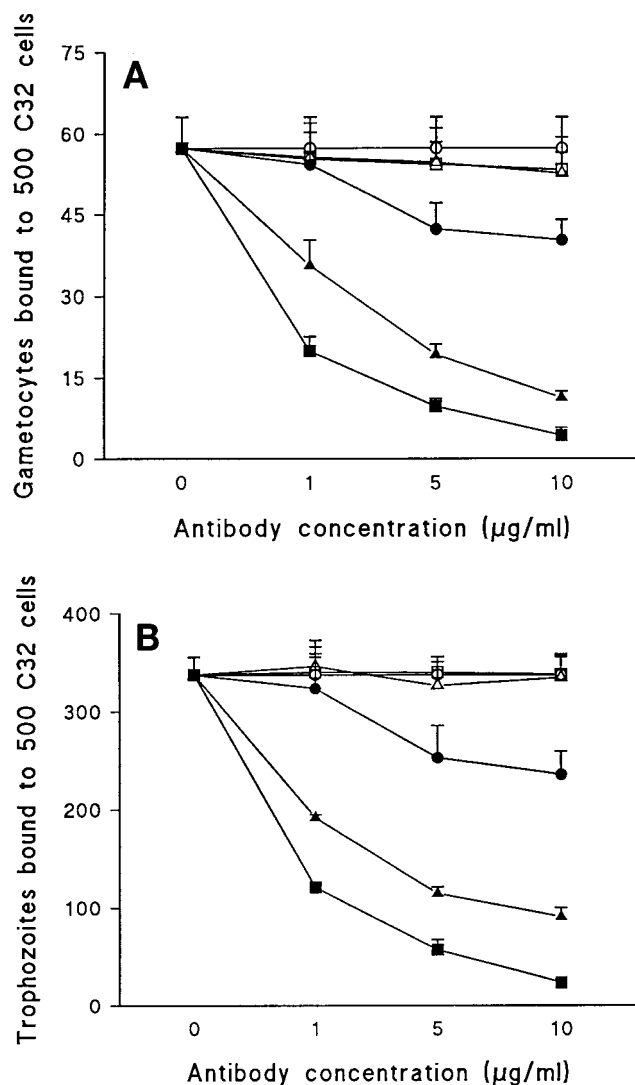 A
Gametocytes bound to 500 C32 cells
75
60
45
30
15
0
0 1 5 10
Antibody concentration (µg/ml)
B
Trophozoites bound to 500 C32 cells
400
300
200
100
0
0 1 5 10
Antibody concentration (µg/ml)